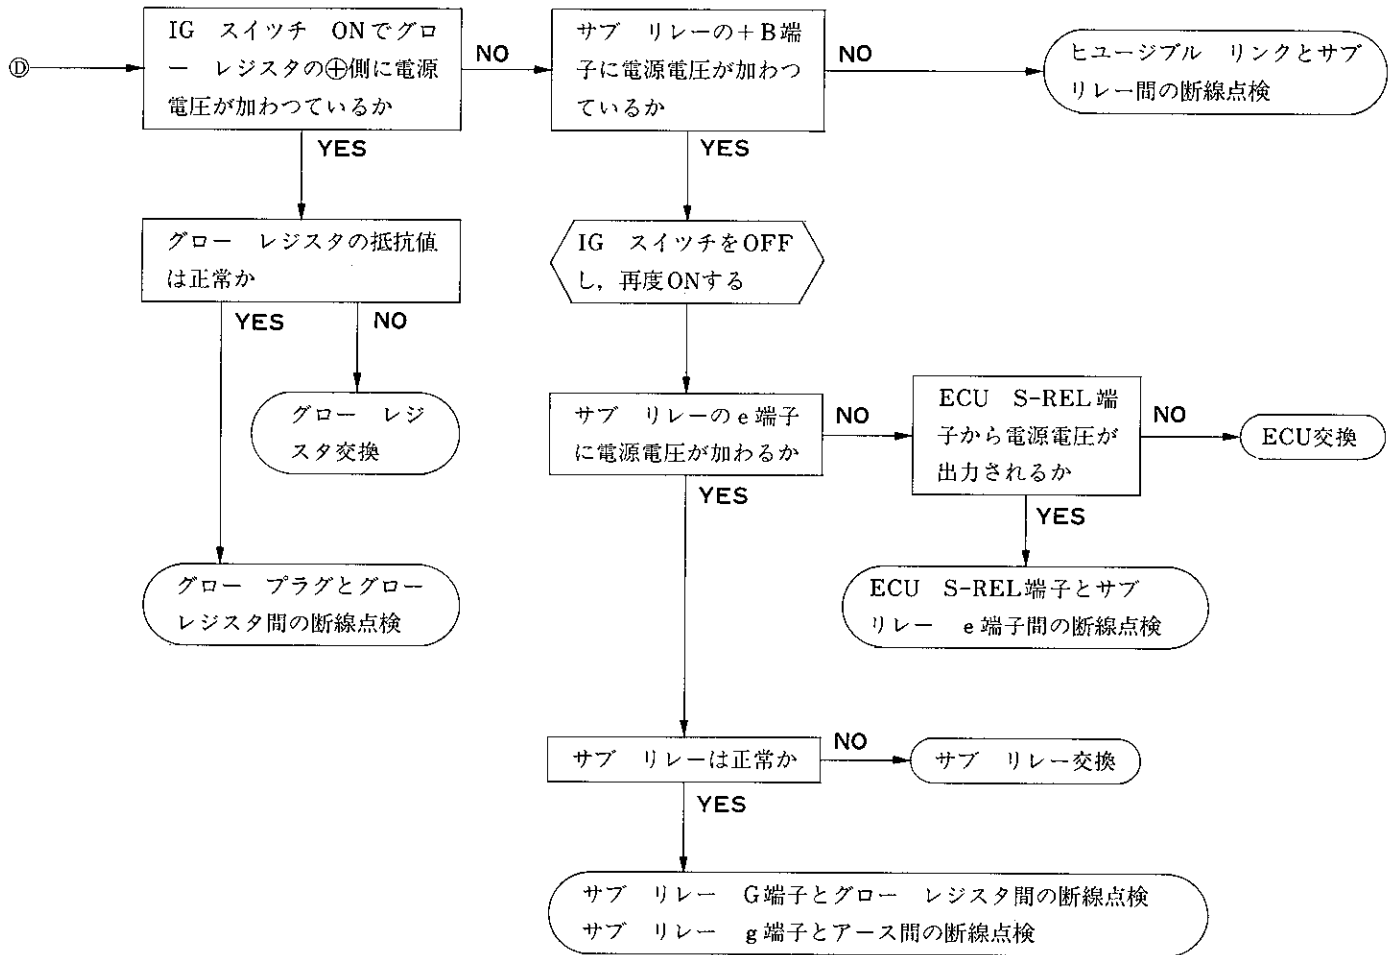 Ⓓ
IG スイツチ ONでグロ
ー レジスタの⊕側に電源
電圧が加わつているか
NO
サブ リレーの+B端
子に電源電圧が加わつ
ているか
NO
ヒユージブル リンクとサブ
リレー間の断線点検
YES
YES
グロー レジスタの抵抗値
は正常か
IG スイツチをOFF
し,再度ONする
YES
NO
グロー レジ
スタ交換
サブ リレーのe端子
に電源電圧が加わるか
NO
ECU S-REL端
子から電源電圧が
出力されるか
NO
ECU交換
YES
YES
グロー プラグとグロー
レジスタ間の断線点検
ECU S-REL端子とサブ
リレー e端子間の断線点検
サブ リレーは正常か
NO
サブ リレー交換
YES
サブ リレー G端子とグロー レジスタ間の断線点検
サブ リレー g端子とアース間の断線点検